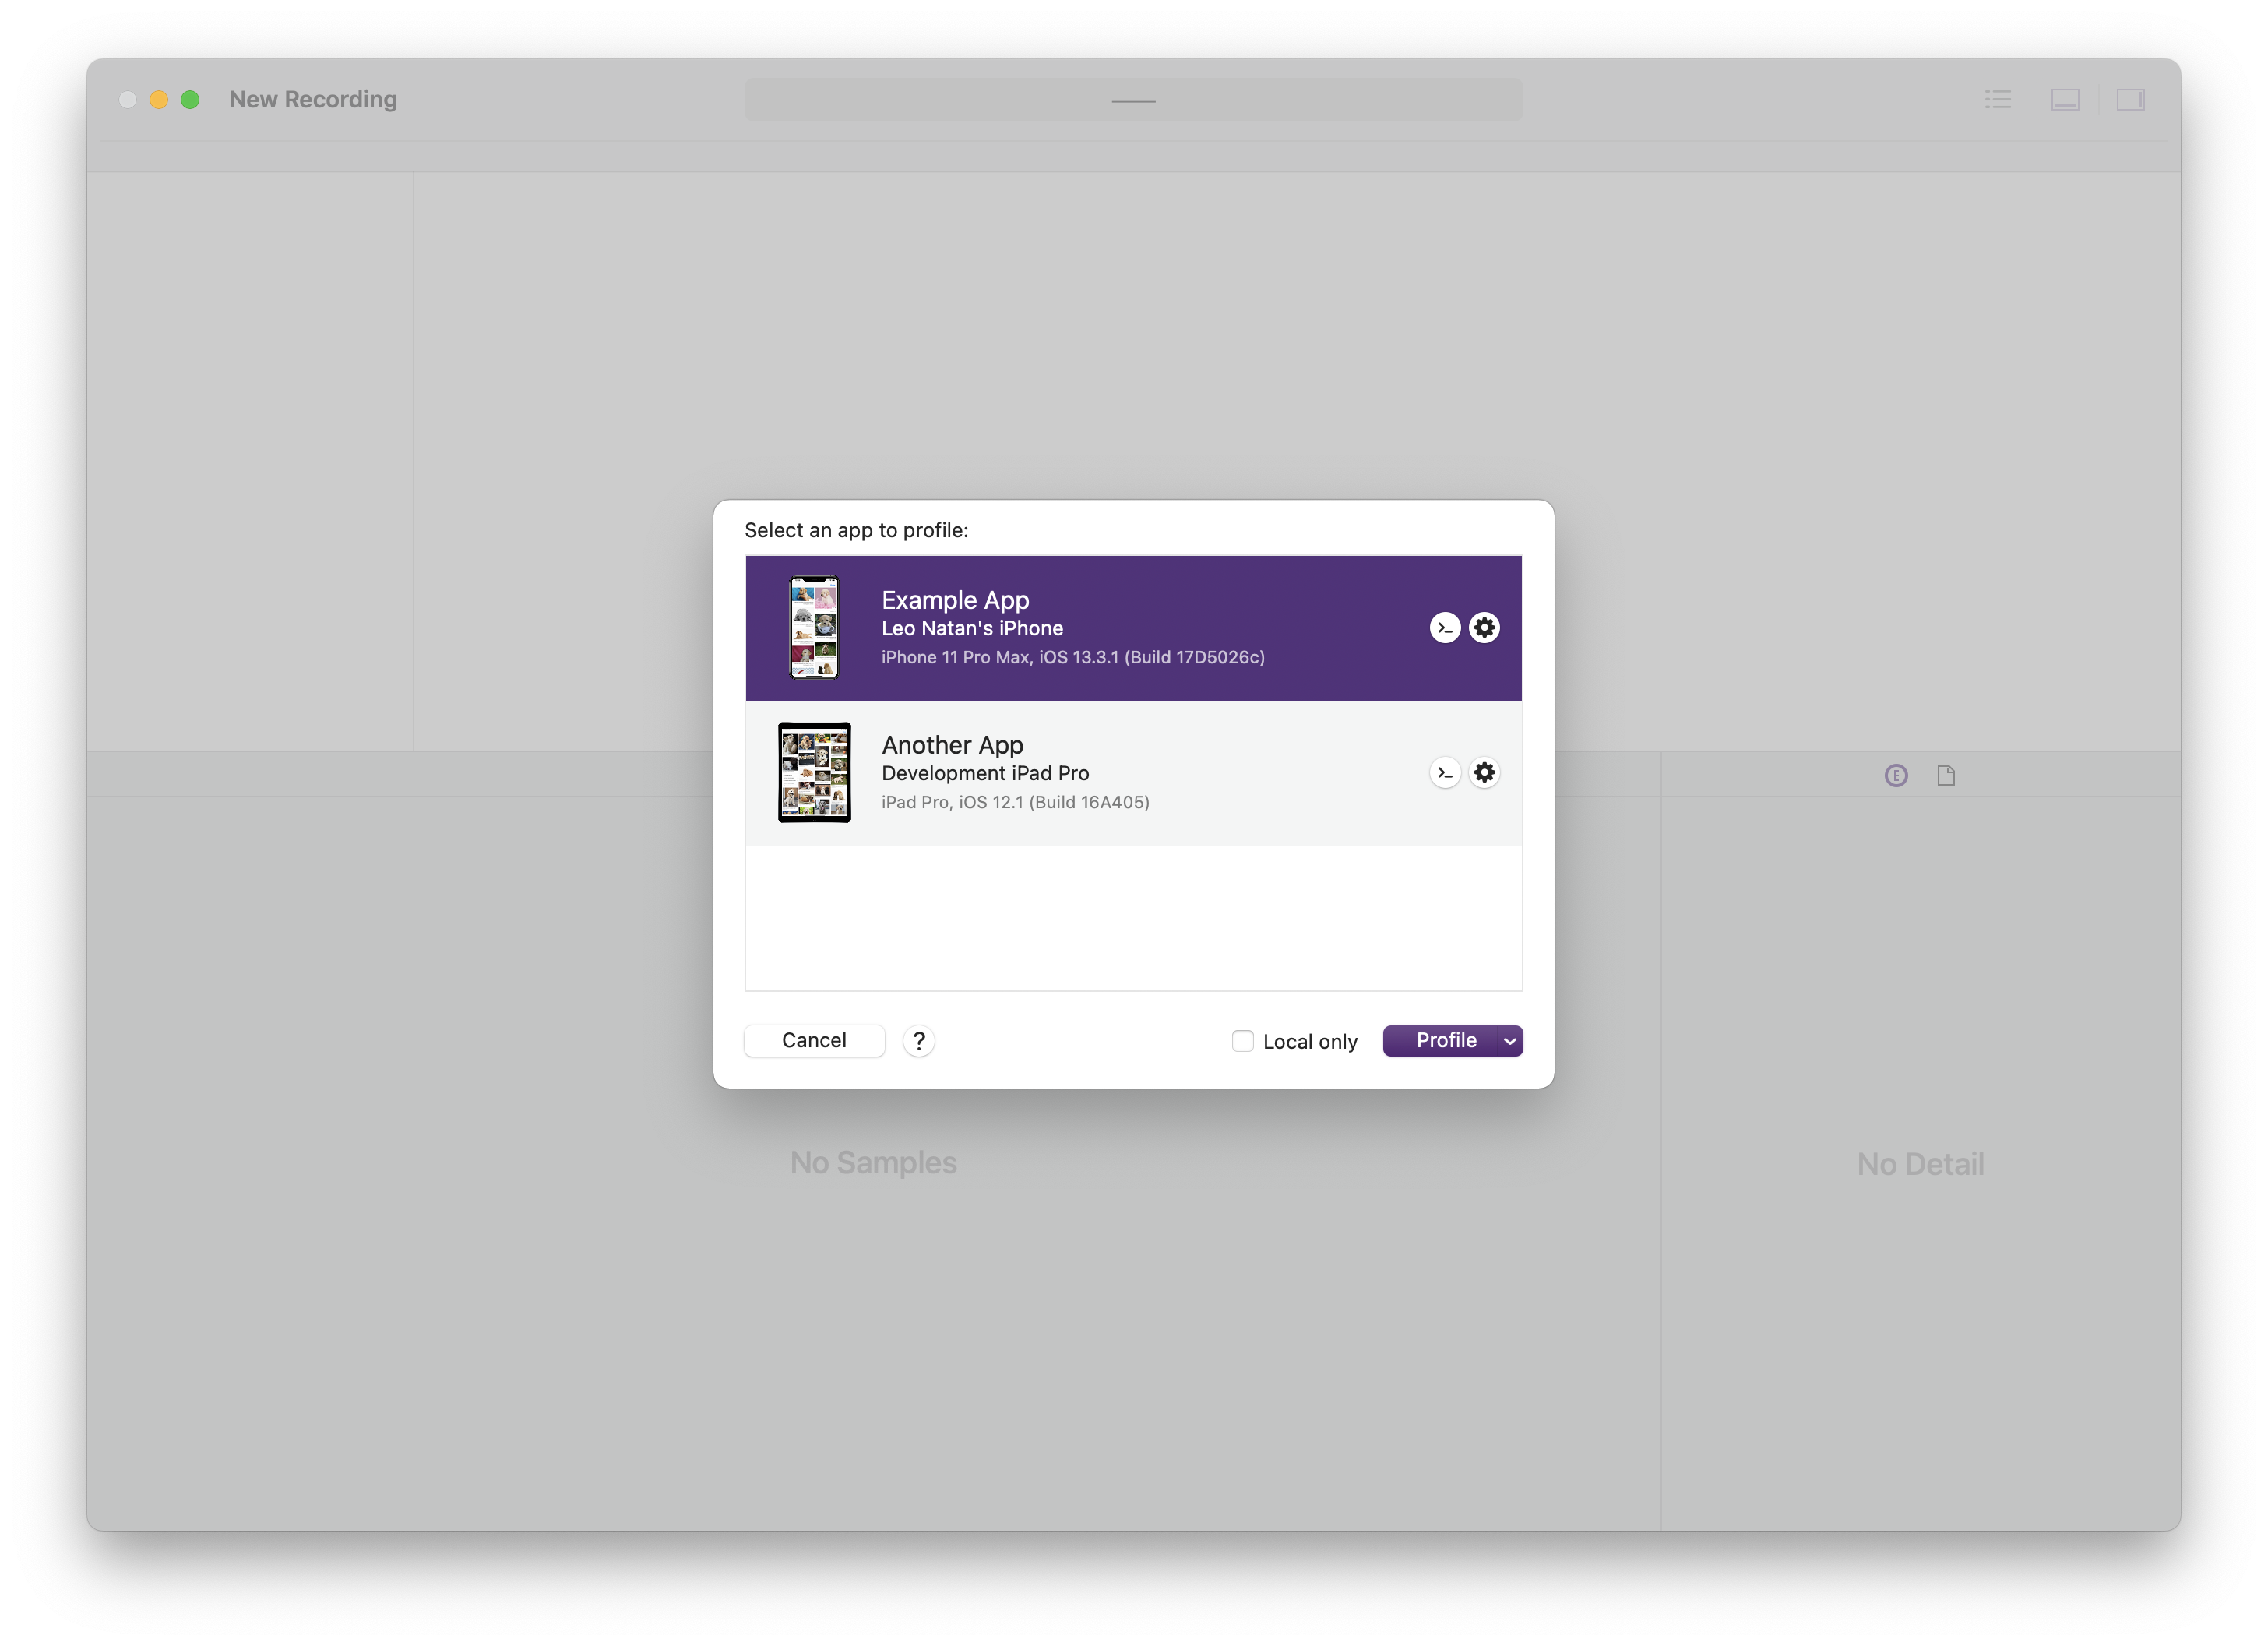 New Recording
Select an app to profile:
Example App
Leo Natan's iPhone
iPhone 11 Pro Max, iOS 13.3.1 (Build 17D5026c)
Another App
Development iPad Pro
iPad Pro, iOS 12.1 (Build 16A405)
Cancel
?
Local only
Profile
E
No Samples
No Detail